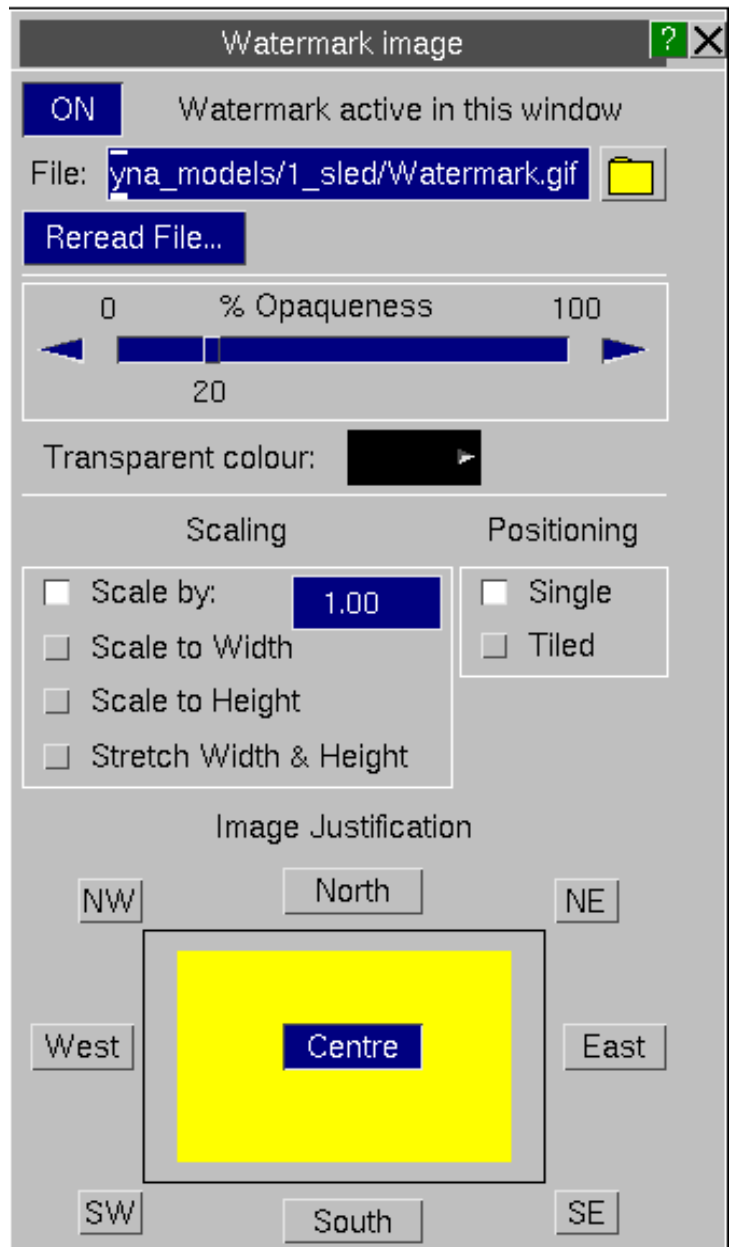 Watermark image ? X
ON Watermark active in this window
File: yna_models/1_sled/Watermark.gif
Reread File...
0 % Opaqueness 100
20
Transparent colour:
Scaling Positioning
Scale by: 1.00 Single
Scale to Width Tiled
Scale to Height
Stretch Width & Height
Image Justification
NW North NE
West Centre East
SW South SE